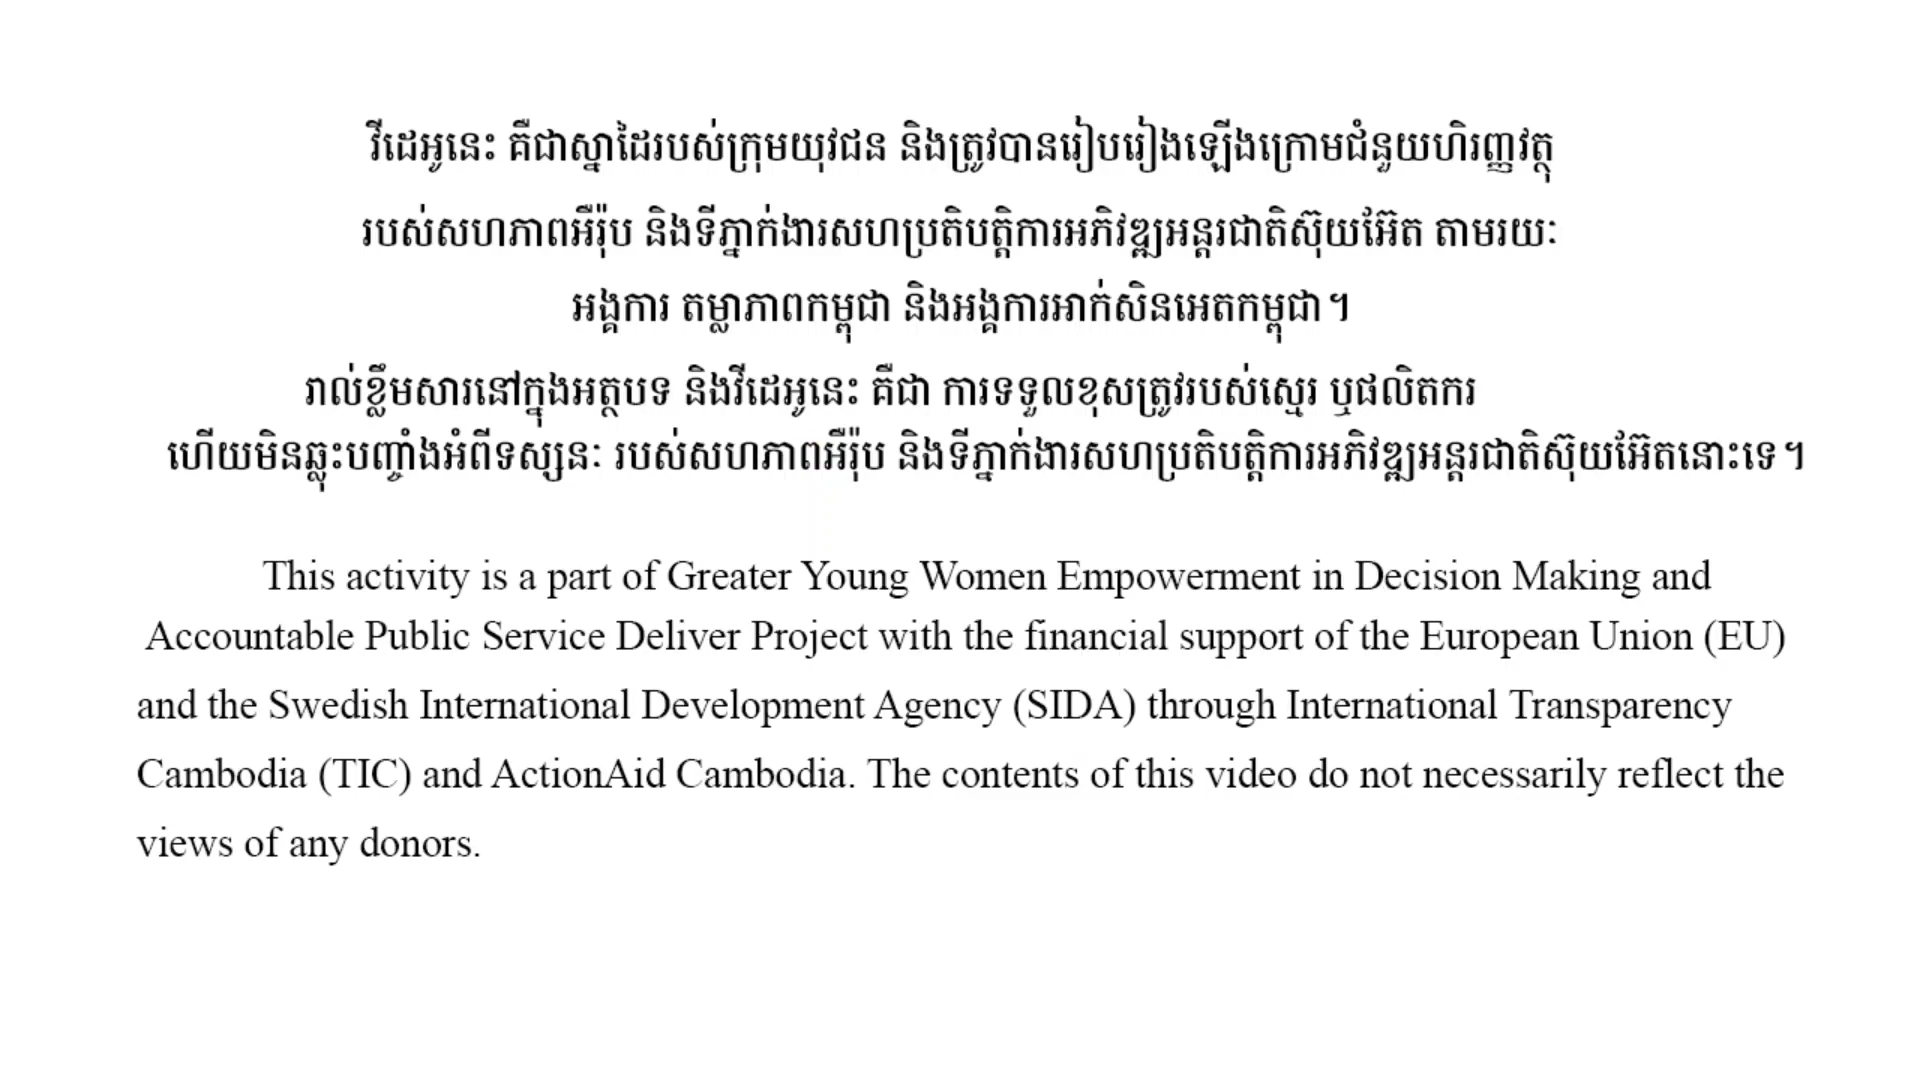 វីដេអូនេះ គឺជាស្នាដៃរបស់ក្រុមយុវជន និងត្រូវបានរៀបរៀងឡើងក្រោមជំនួយហិរញ្ញវត្ថុ
របស់សហភាពអឺរ៉ុប និងទីភ្នាក់ងារសហប្រតិបត្តិការអភិវឌ្ឍអន្តរជាតិស៊ុយអ៊ែត តាមរយៈ
អង្គការ តម្លាភាពកម្ពុជា និងអង្គការអាក់សិនអេតកម្ពុជា។
រាល់ខ្លឹមសារនៅក្នុងអត្ថបទ និងវីដេអូនេះ គឺជា ការទទួលខុសត្រូវរបស់ស្មេរ ឬផលិតករ
ហើយមិនឆ្លុះបញ្ចាំងអំពីទស្សនៈ របស់សហភាពអឺរ៉ុប និងទីភ្នាក់ងារសហប្រតិបត្តិការអភិវឌ្ឍអន្តរជាតិស៊ុយអ៊ែតនោះទេ។
This activity is a part of Greater Young Women Empowerment in Decision Making and
Accountable Public Service Deliver Project with the financial support of the European Union (EU)
and the Swedish International Development Agency (SIDA) through International Transparency
Cambodia (TIC) and ActionAid Cambodia. The contents of this video do not necessarily reflect the
views of any donors.